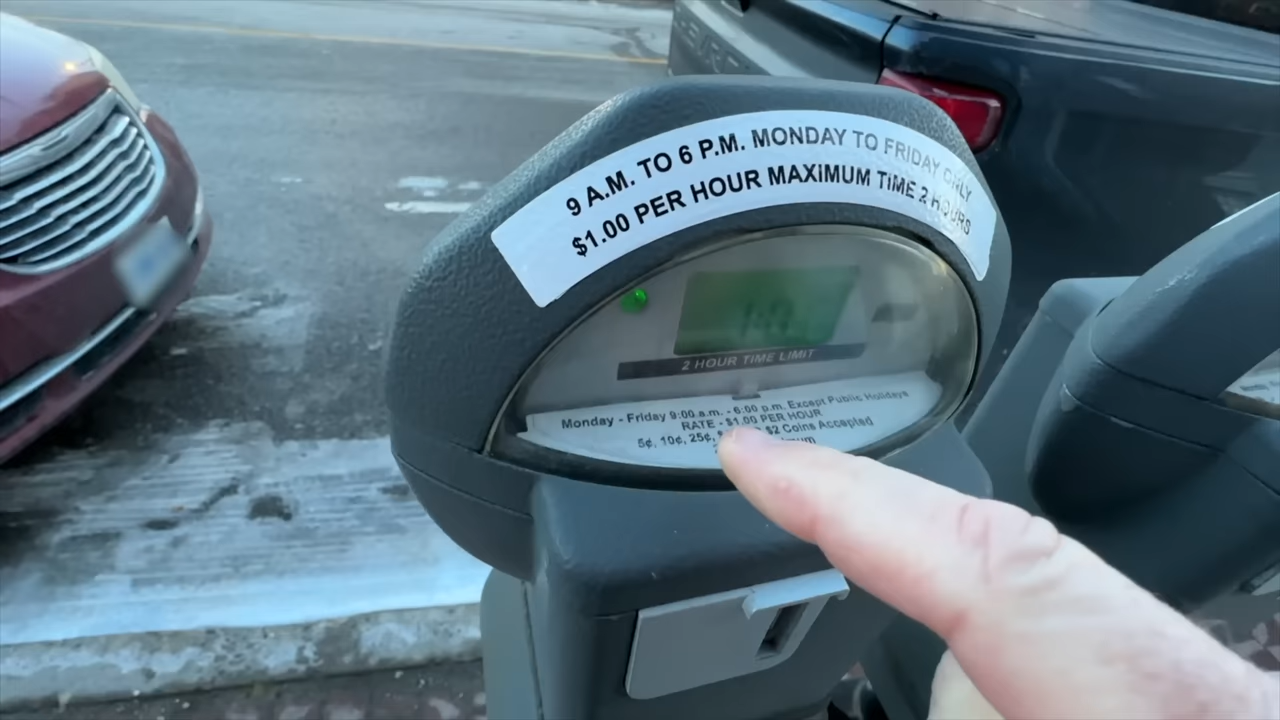 9 A.M. TO 6 P.M. MONDAY TO FRIDAY ONLY
$1.00 PER HOUR MAXIMUM TIME 2 HOURS
2 HOUR TIME LIMIT
Monday - Friday 9:00 a.m. - 6:00 p.m. Except Public Holidays
RATE - $1.00 PER HOUR
5¢, 10¢, 25¢, $2 Coins Accepted